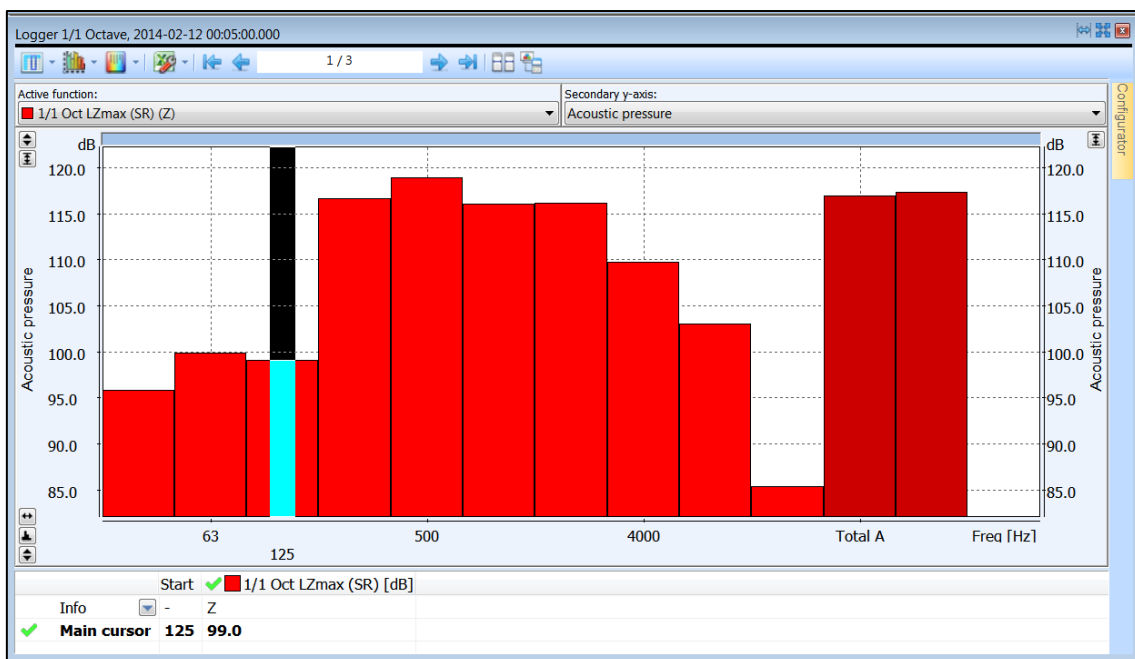 Logger 1/1 Octave, 2014-02-12 00:05:00.000
1 / 3
Active function:
Secondary y-axis:
1/1 Oct LZmax (SR) (Z)
Acoustic pressure
Configurator
dB
dB
120.0
120.0
115.0
115.0
110.0
110.0
105.0
105.0
100.0
100.0
95.0
95.0
90.0
90.0
85.0
85.0
Acoustic pressure
Acoustic pressure
63
500
4000
Total A
Freq [Hz]
125
Start
1/1 Oct LZmax (SR) [dB]
Info - Z
Main cursor 125 99.0